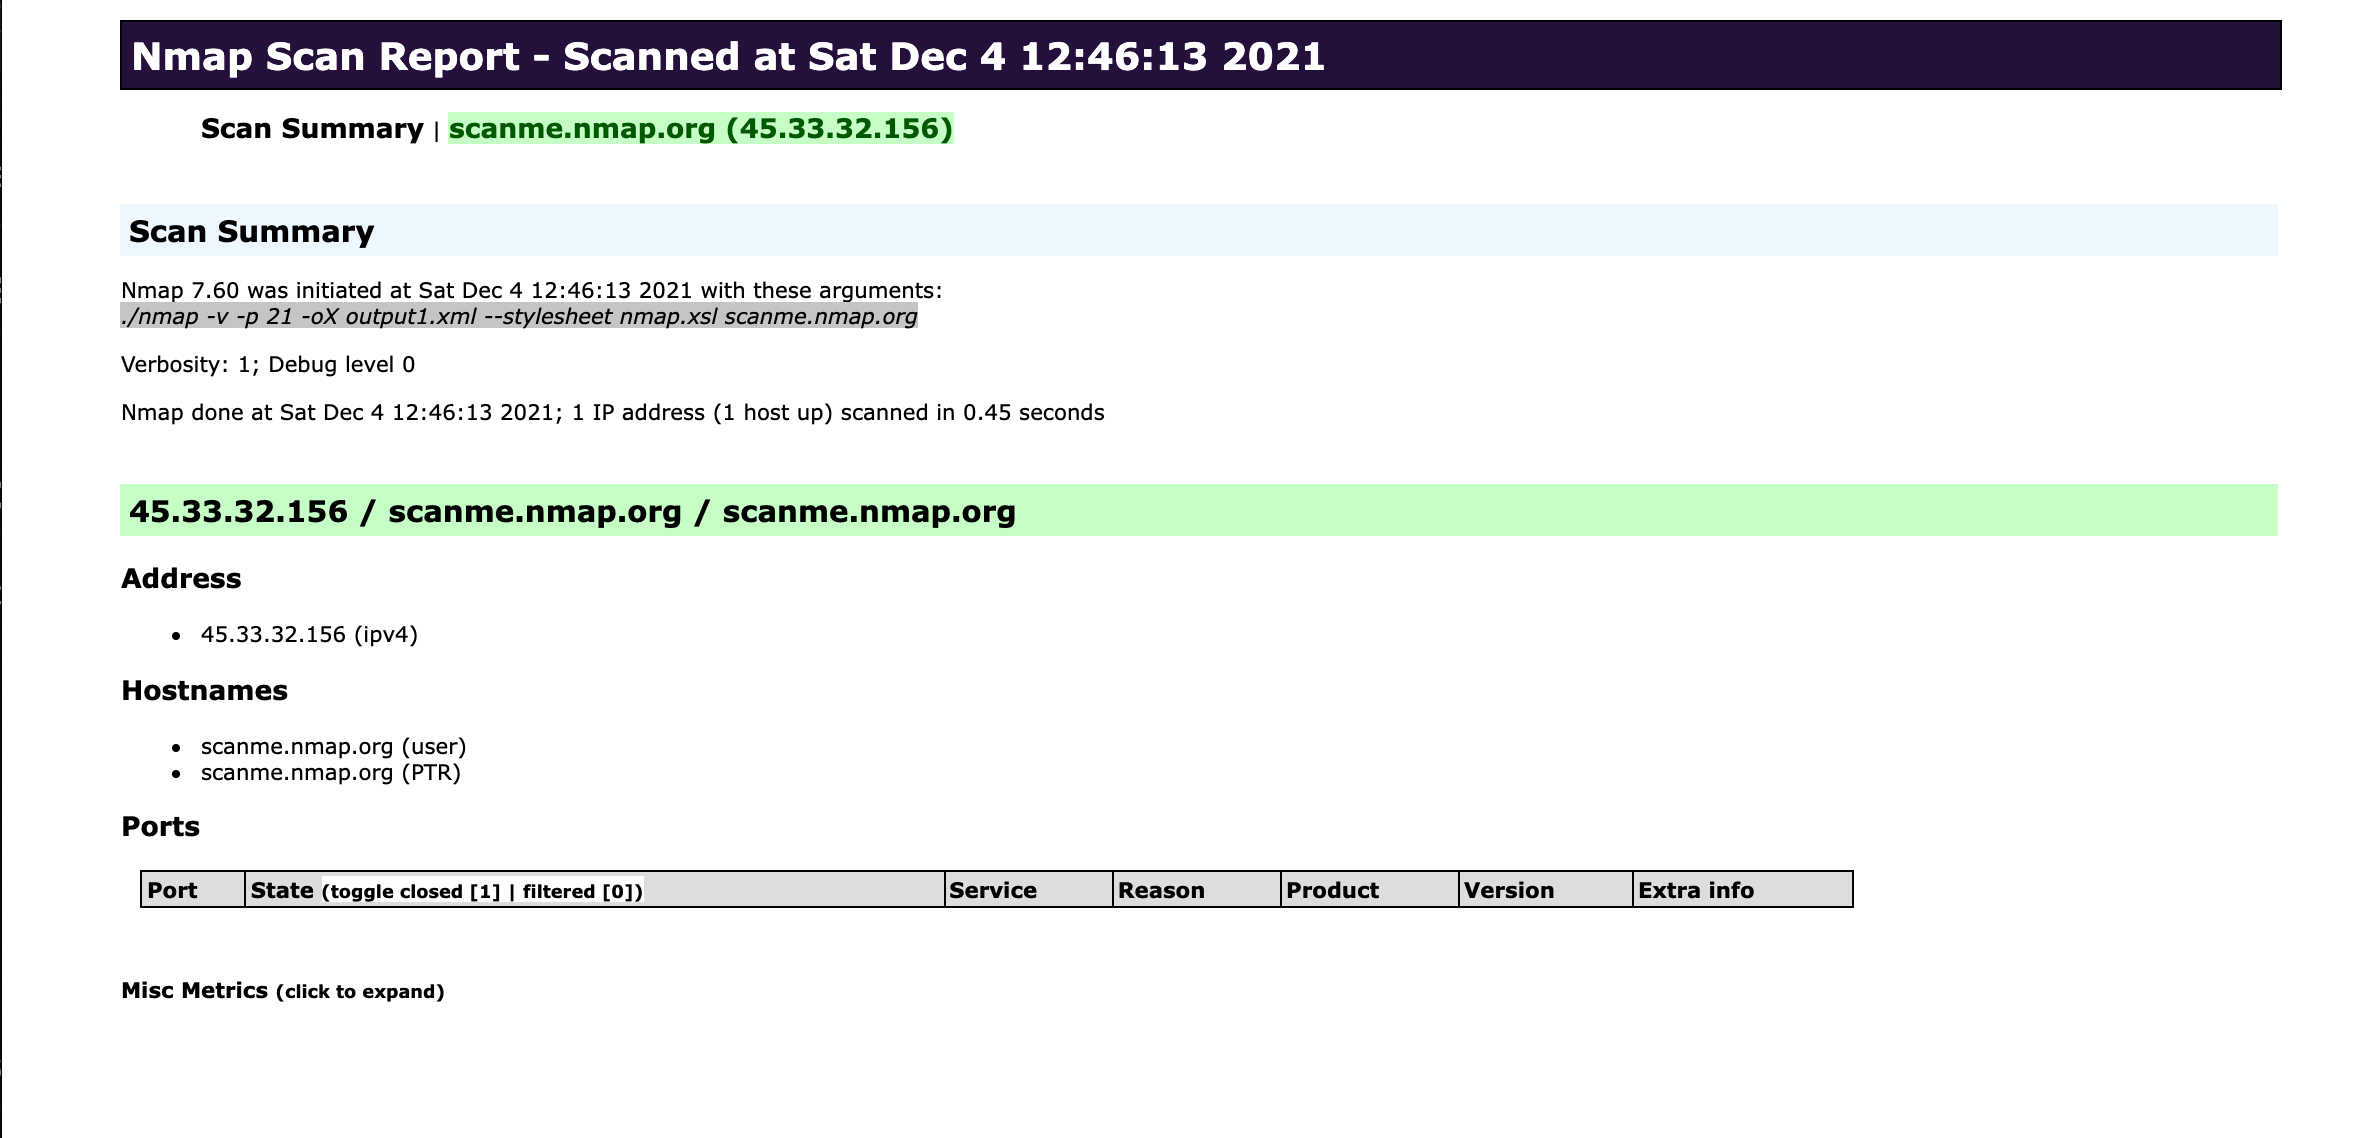 Nmap Scan Report - Scanned at Sat Dec 4 12:46:13 2021
Scan Summary | scanme.nmap.org (45.33.32.156)
Scan Summary
Nmap 7.60 was initiated at Sat Dec 4 12:46:13 2021 with these arguments:
./nmap -v -p 21 -oX output1.xml --stylesheet nmap.xsl scanme.nmap.org
Verbosity: 1; Debug level 0
Nmap done at Sat Dec 4 12:46:13 2021; 1 IP address (1 host up) scanned in 0.45 seconds
45.33.32.156 / scanme.nmap.org / scanme.nmap.org
Address
• 45.33.32.156 (ipv4)
Hostnames
• scanme.nmap.org (user)
• scanme.nmap.org (PTR)
Ports
Port State (toggle closed [1] | filtered [0]) Service Reason Product Version Extra info
Misc Metrics (click to expand)